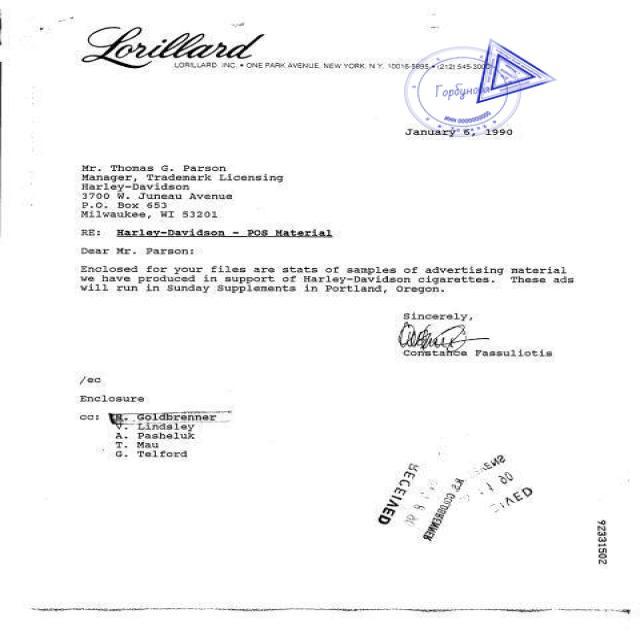 Lorillard
LORILLARD, INC. • ONE PARK AVENUE, NEW YORK, N.Y. 10016-5895 • (212) 545-3000
January 6, 1990
Mr. Thomas G. Parson
Manager, Trademark Licensing
Harley-Davidson
3700 W. Juneau Avenue
P.O. Box 653
Milwaukee, WI 53201
RE: Harley-Davidson - POS Material
Dear Mr. Parson:
Enclosed for your files are stats of samples of advertising material
we have produced in support of Harley-Davidson cigarettes. These ads
will run in Sunday Supplements in Portland, Oregon.
Sincerely,
Constance Fassuliotis
/ec
Enclosure
cc: R. Goldbrenner
V. Lindsley
A. Pasheluk
T. Mau
G. Telford
RECEIVED
92331502